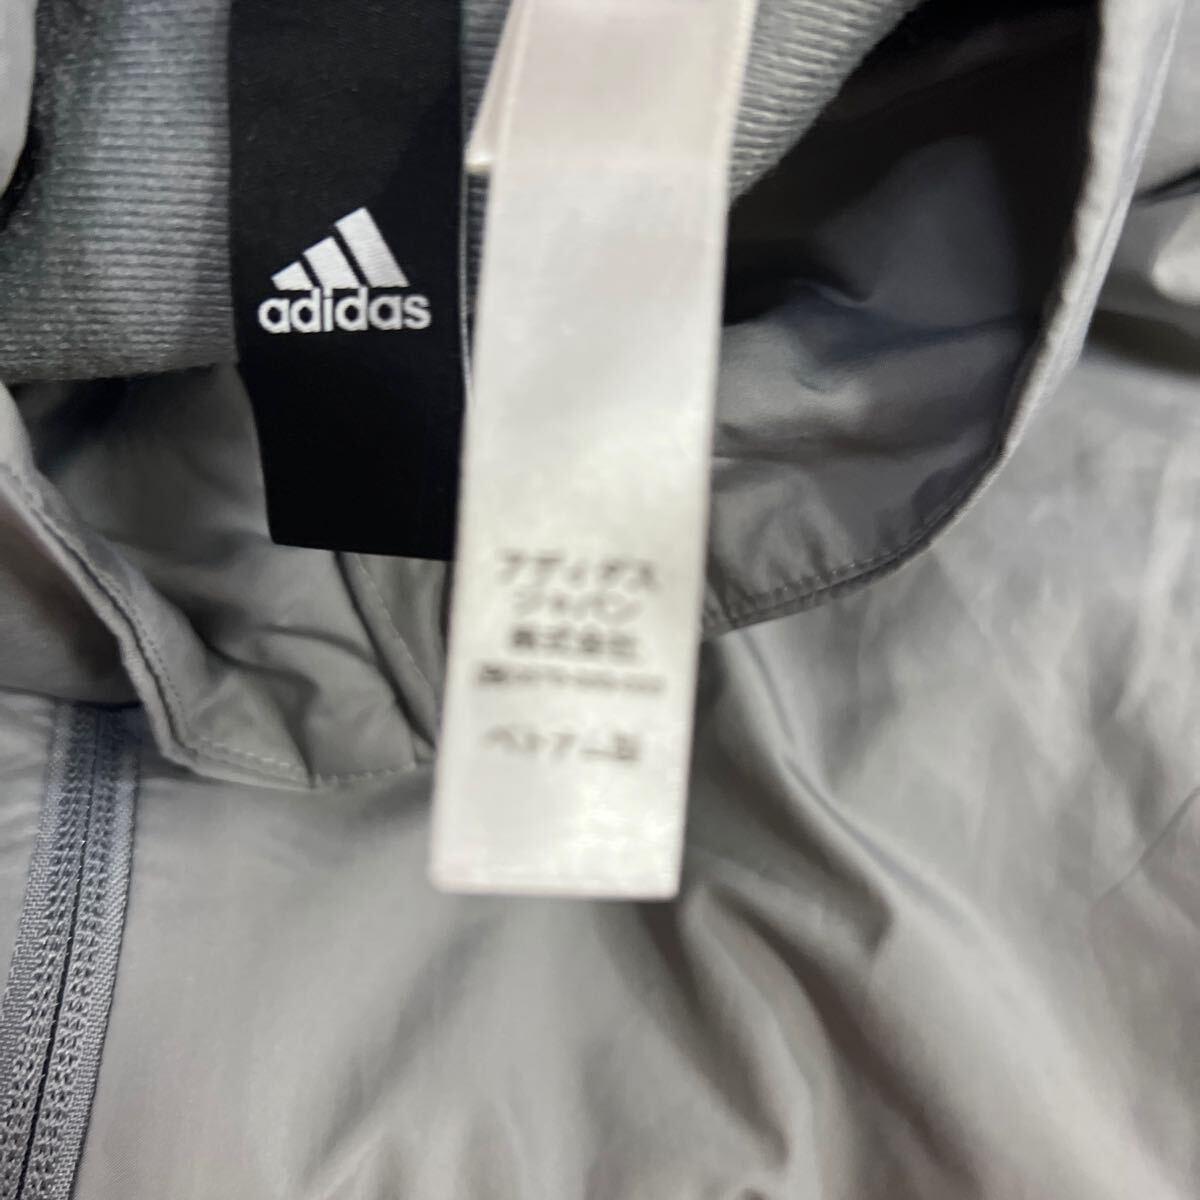 adidas
アディダス
ジャパン
株式会社
ベトナム製